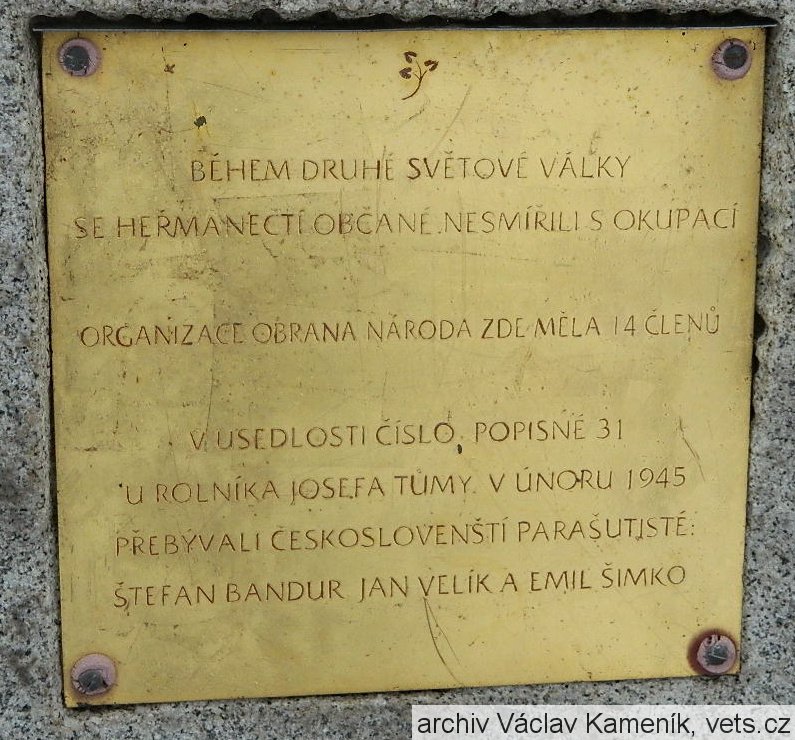 BĚHEM DRUHÉ SVĚTOVÉ VÁLKY
SE HEŘMANEČTÍ OBČANÉ NESMÍŘILI S OKUPACÍ
ORGANIZACE OBRANA NÁRODA ZDE MĚLA 14 ČLENŮ
V USEDLOSTI ČÍSLO POPISNÉ 31
U ROLNÍKA JOSEFA TŮMY V ÚNORU 1945
PŘEBÝVALI ČESKOSLOVENŠTÍ PARAŠUTISTÉ:
ŠTEFAN BANDUR JAN VELÍK A EMIL ŠIMKO
archiv Václav Kameník, vets.cz